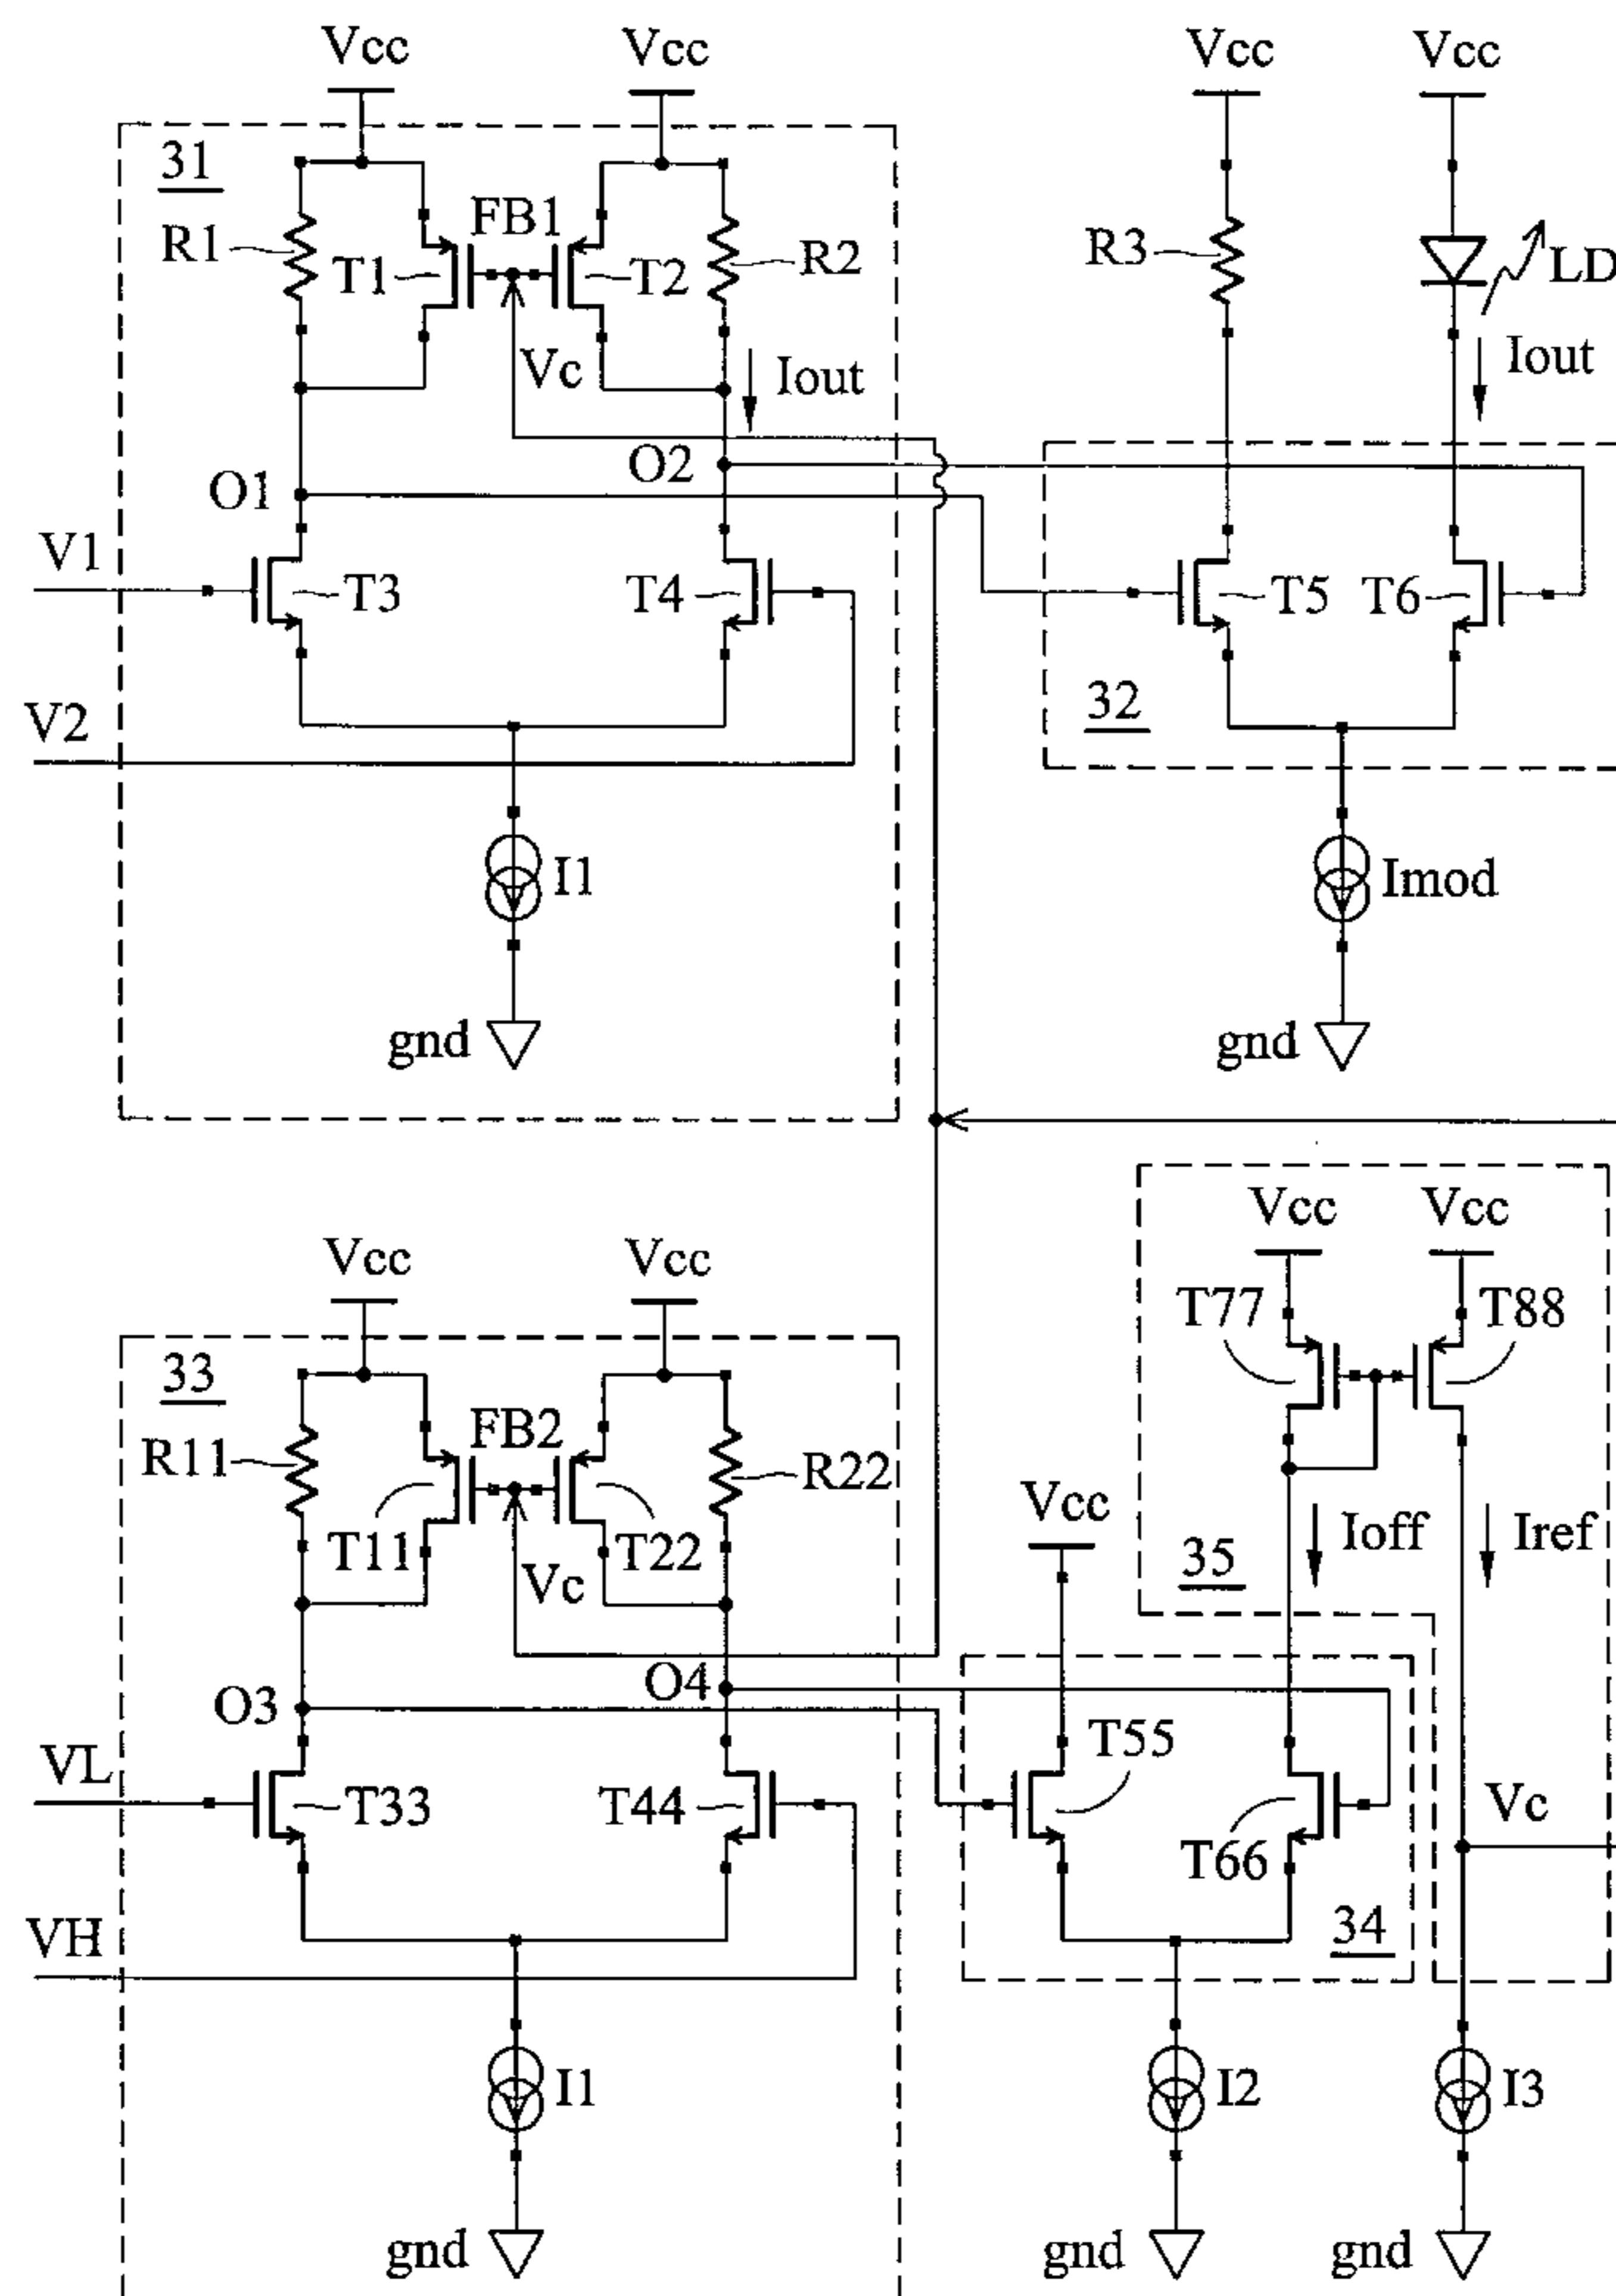 Vcc Vcc Vcc Vcc
31
R1 T1 FB1 T2 R2 R3 LD
Vc Iout Iout
O1 O2
V1 T3 T4 T5 T6
V2 32
I1 Imod
gnd gnd
Vcc Vcc
Vcc Vcc
T77 T88
33
R11 FB2 R22
T11 Vc T22 Vcc 35 Ioff Iref
O3 O4
VL T33 T44 T55 T66 Vc
VH 34
I1 I2 I3
gnd gnd gnd